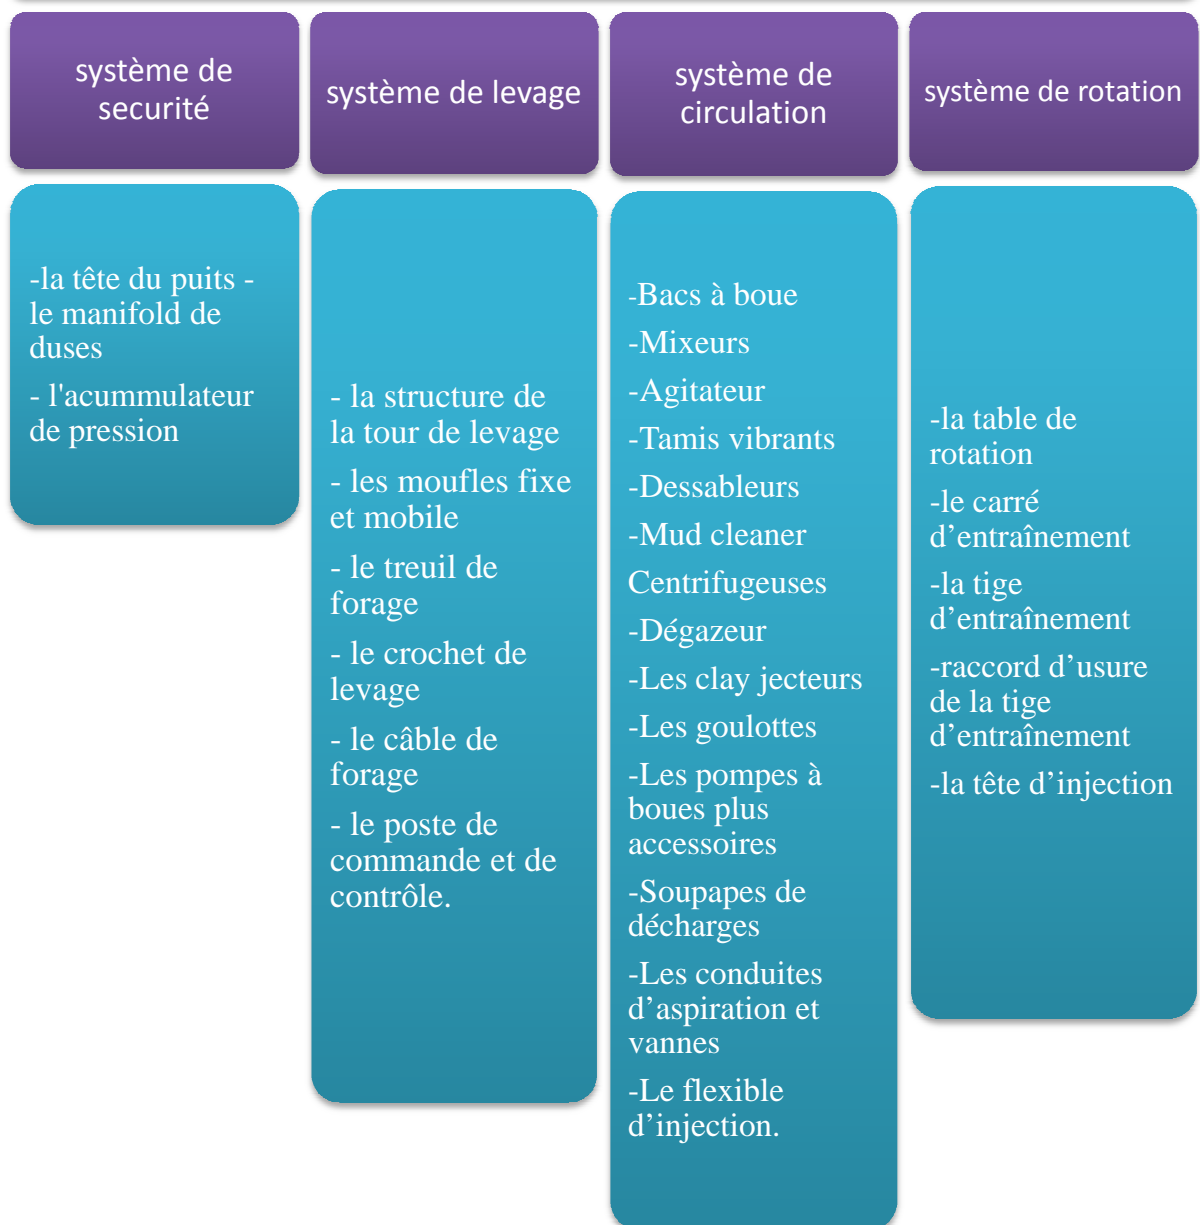 système de
securité
système de levage
système de
circulation
système de rotation
-la tête du puits -
le manifold de
duses
- l'acummulateur
de pression
- la structure de
la tour de levage
- les moufles fixe
et mobile
- le treuil de
forage
- le crochet de
levage
- le câble de
forage
- le poste de
commande et de
contrôle.
-Bacs à boue
-Mixeurs
-Agitateur
-Tamis vibrants
-Dessableurs
-Mud cleaner
Centrifugeuses
-Dégazeur
-Les clay jecteurs
-Les goulottes
-Les pompes à
boues plus
accessoires
-Soupapes de
décharges
-Les conduites
d’aspiration et
vannes
-Le flexible
d’injection.
-la table de
rotation
-le carré
d’entraînement
-la tige
d’entraînement
-raccord d’usure
de la tige
d’entraînement
-la tête d’injection